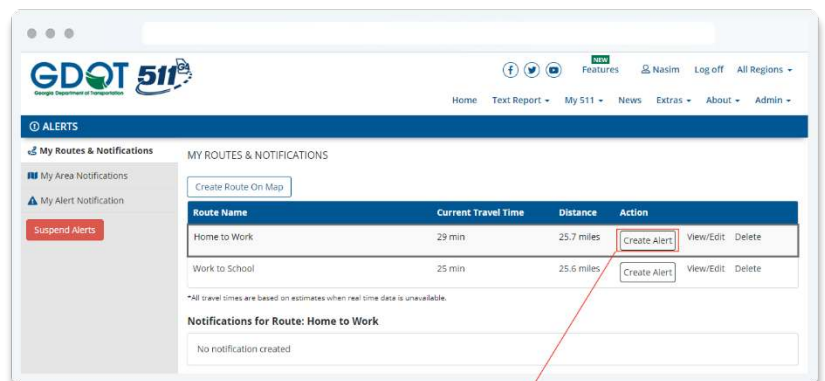 GDOT 511 GA
Georgia Department of Transportation
NEW
Features Nasim Log off All Regions
Home Text Report My 511 News Extras About Admin
ALERTS
My Routes & Notifications
My Area Notifications
My Alert Notification
Suspend Alerts
MY ROUTES & NOTIFICATIONS
Create Route On Map
Route Name Current Travel Time Distance Action
Home to Work 29 min 25.7 miles Create Alert View/Edit Delete
Work to School 25 min 25.6 miles Create Alert View/Edit Delete
*All travel times are based on estimates when real time data is unavailable.
Notifications for Route: Home to Work
No notification created